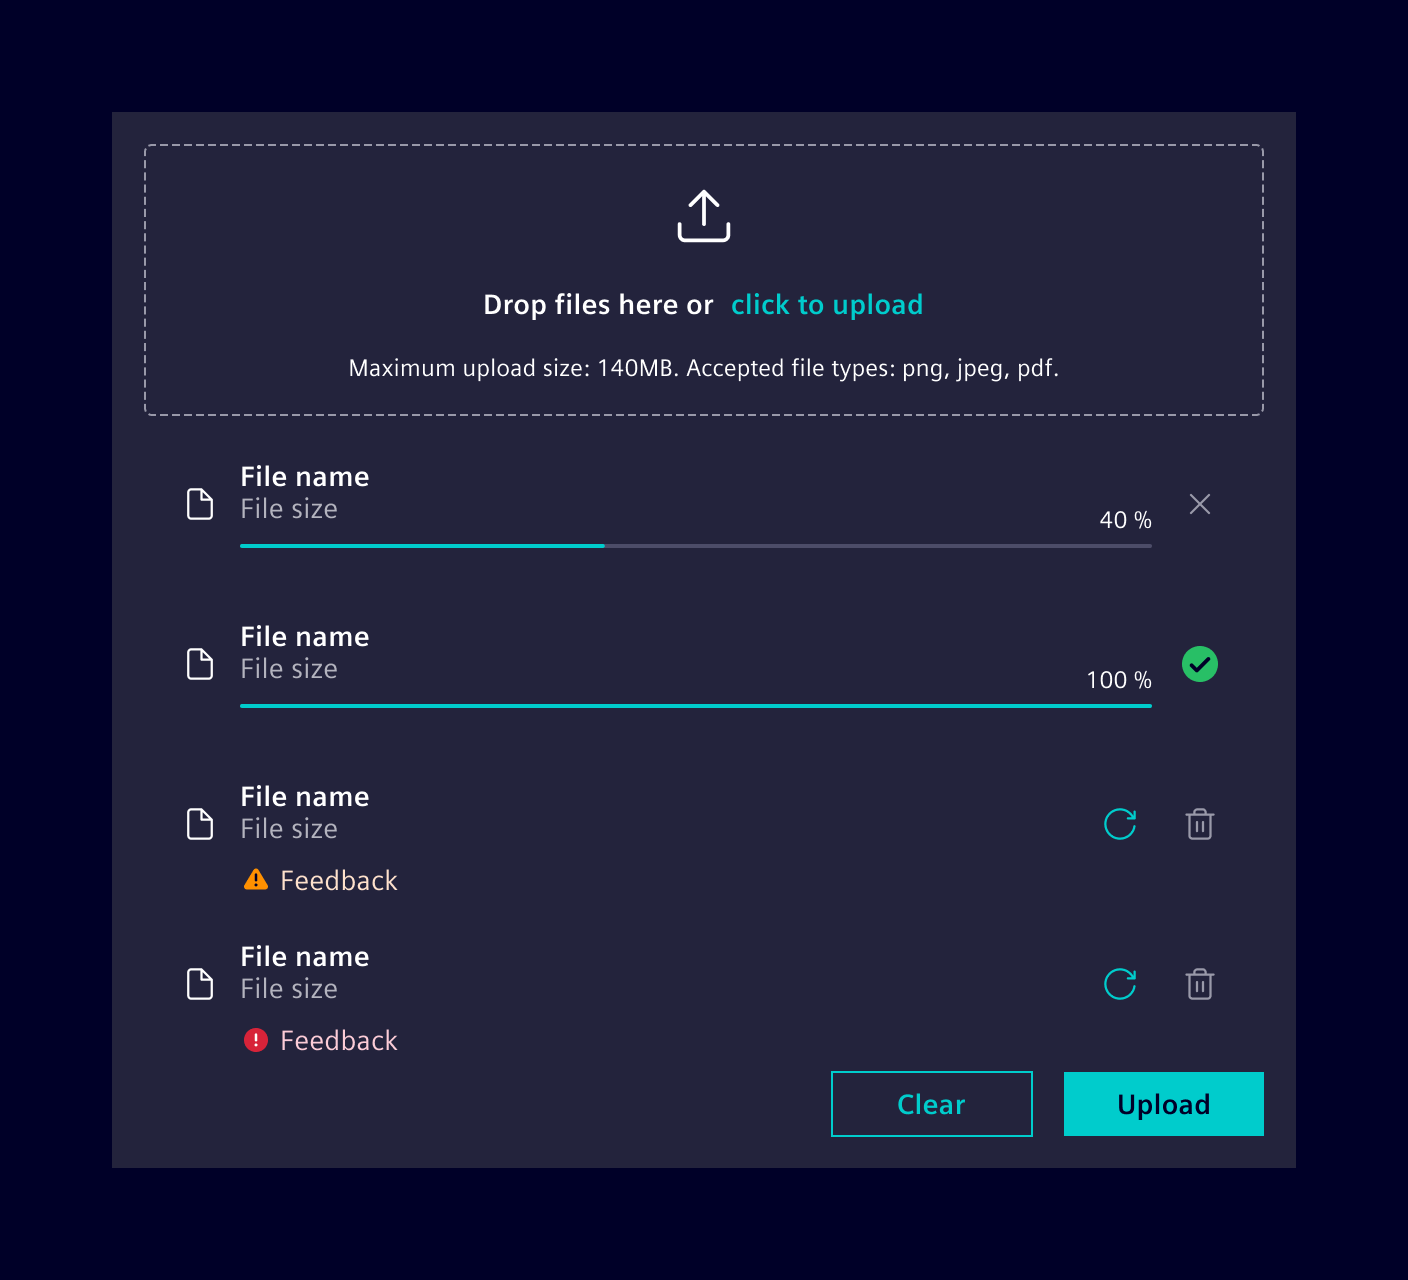 Drop files here or click to upload
Maximum upload size: 140MB. Accepted file types: png, jpeg, pdf.
File name
File size
40 %
File name
File size
100 %
File name
File size
Feedback
File name
File size
Feedback
Clear
Upload